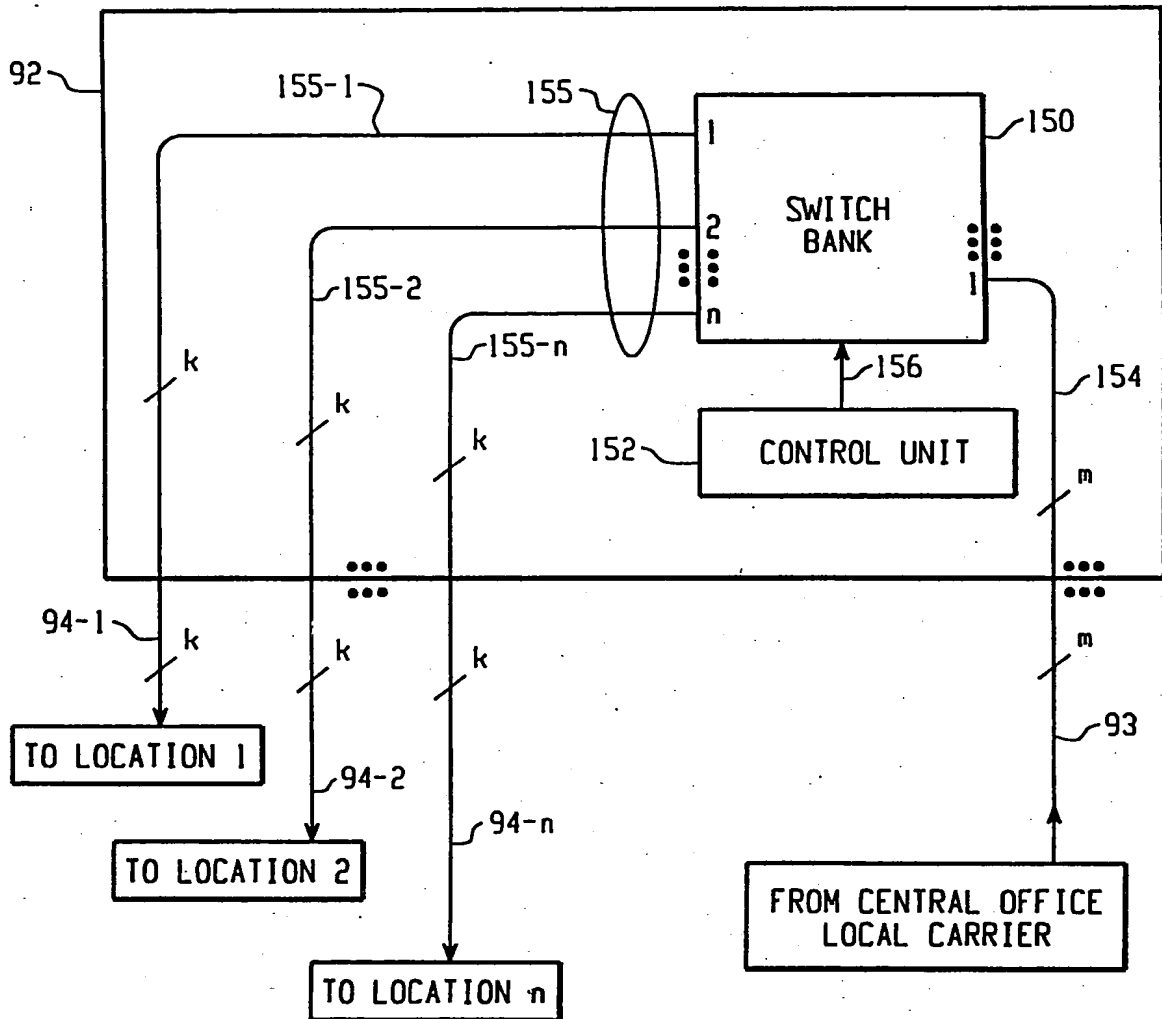 92
155-1
155
150
1
2
n
SWITCH
BANK
1
155-2
155-n
156
154
k
k
k
152
CONTROL UNIT
m
94-1
k
k
k
m
93
TO LOCATION 1
94-2
94-n
TO LOCATION 2
FROM CENTRAL OFFICE
LOCAL CARRIER
TO LOCATION n